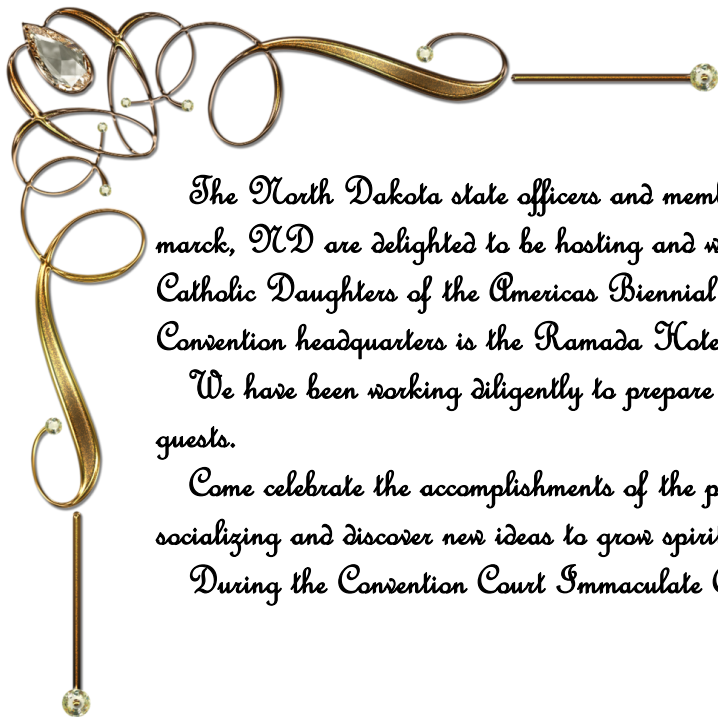 The North Dakota state officers and mem
marck, ND are delighted to be hosting and w
Catholic Daughters of the Americas Biennial
Convention headquarters is the Ramada Hote
We have been working diligently to prepare
guests.
Come celebrate the accomplishments of the p
socializing and discover new ideas to grow spiri
During the Convention Court Immaculate